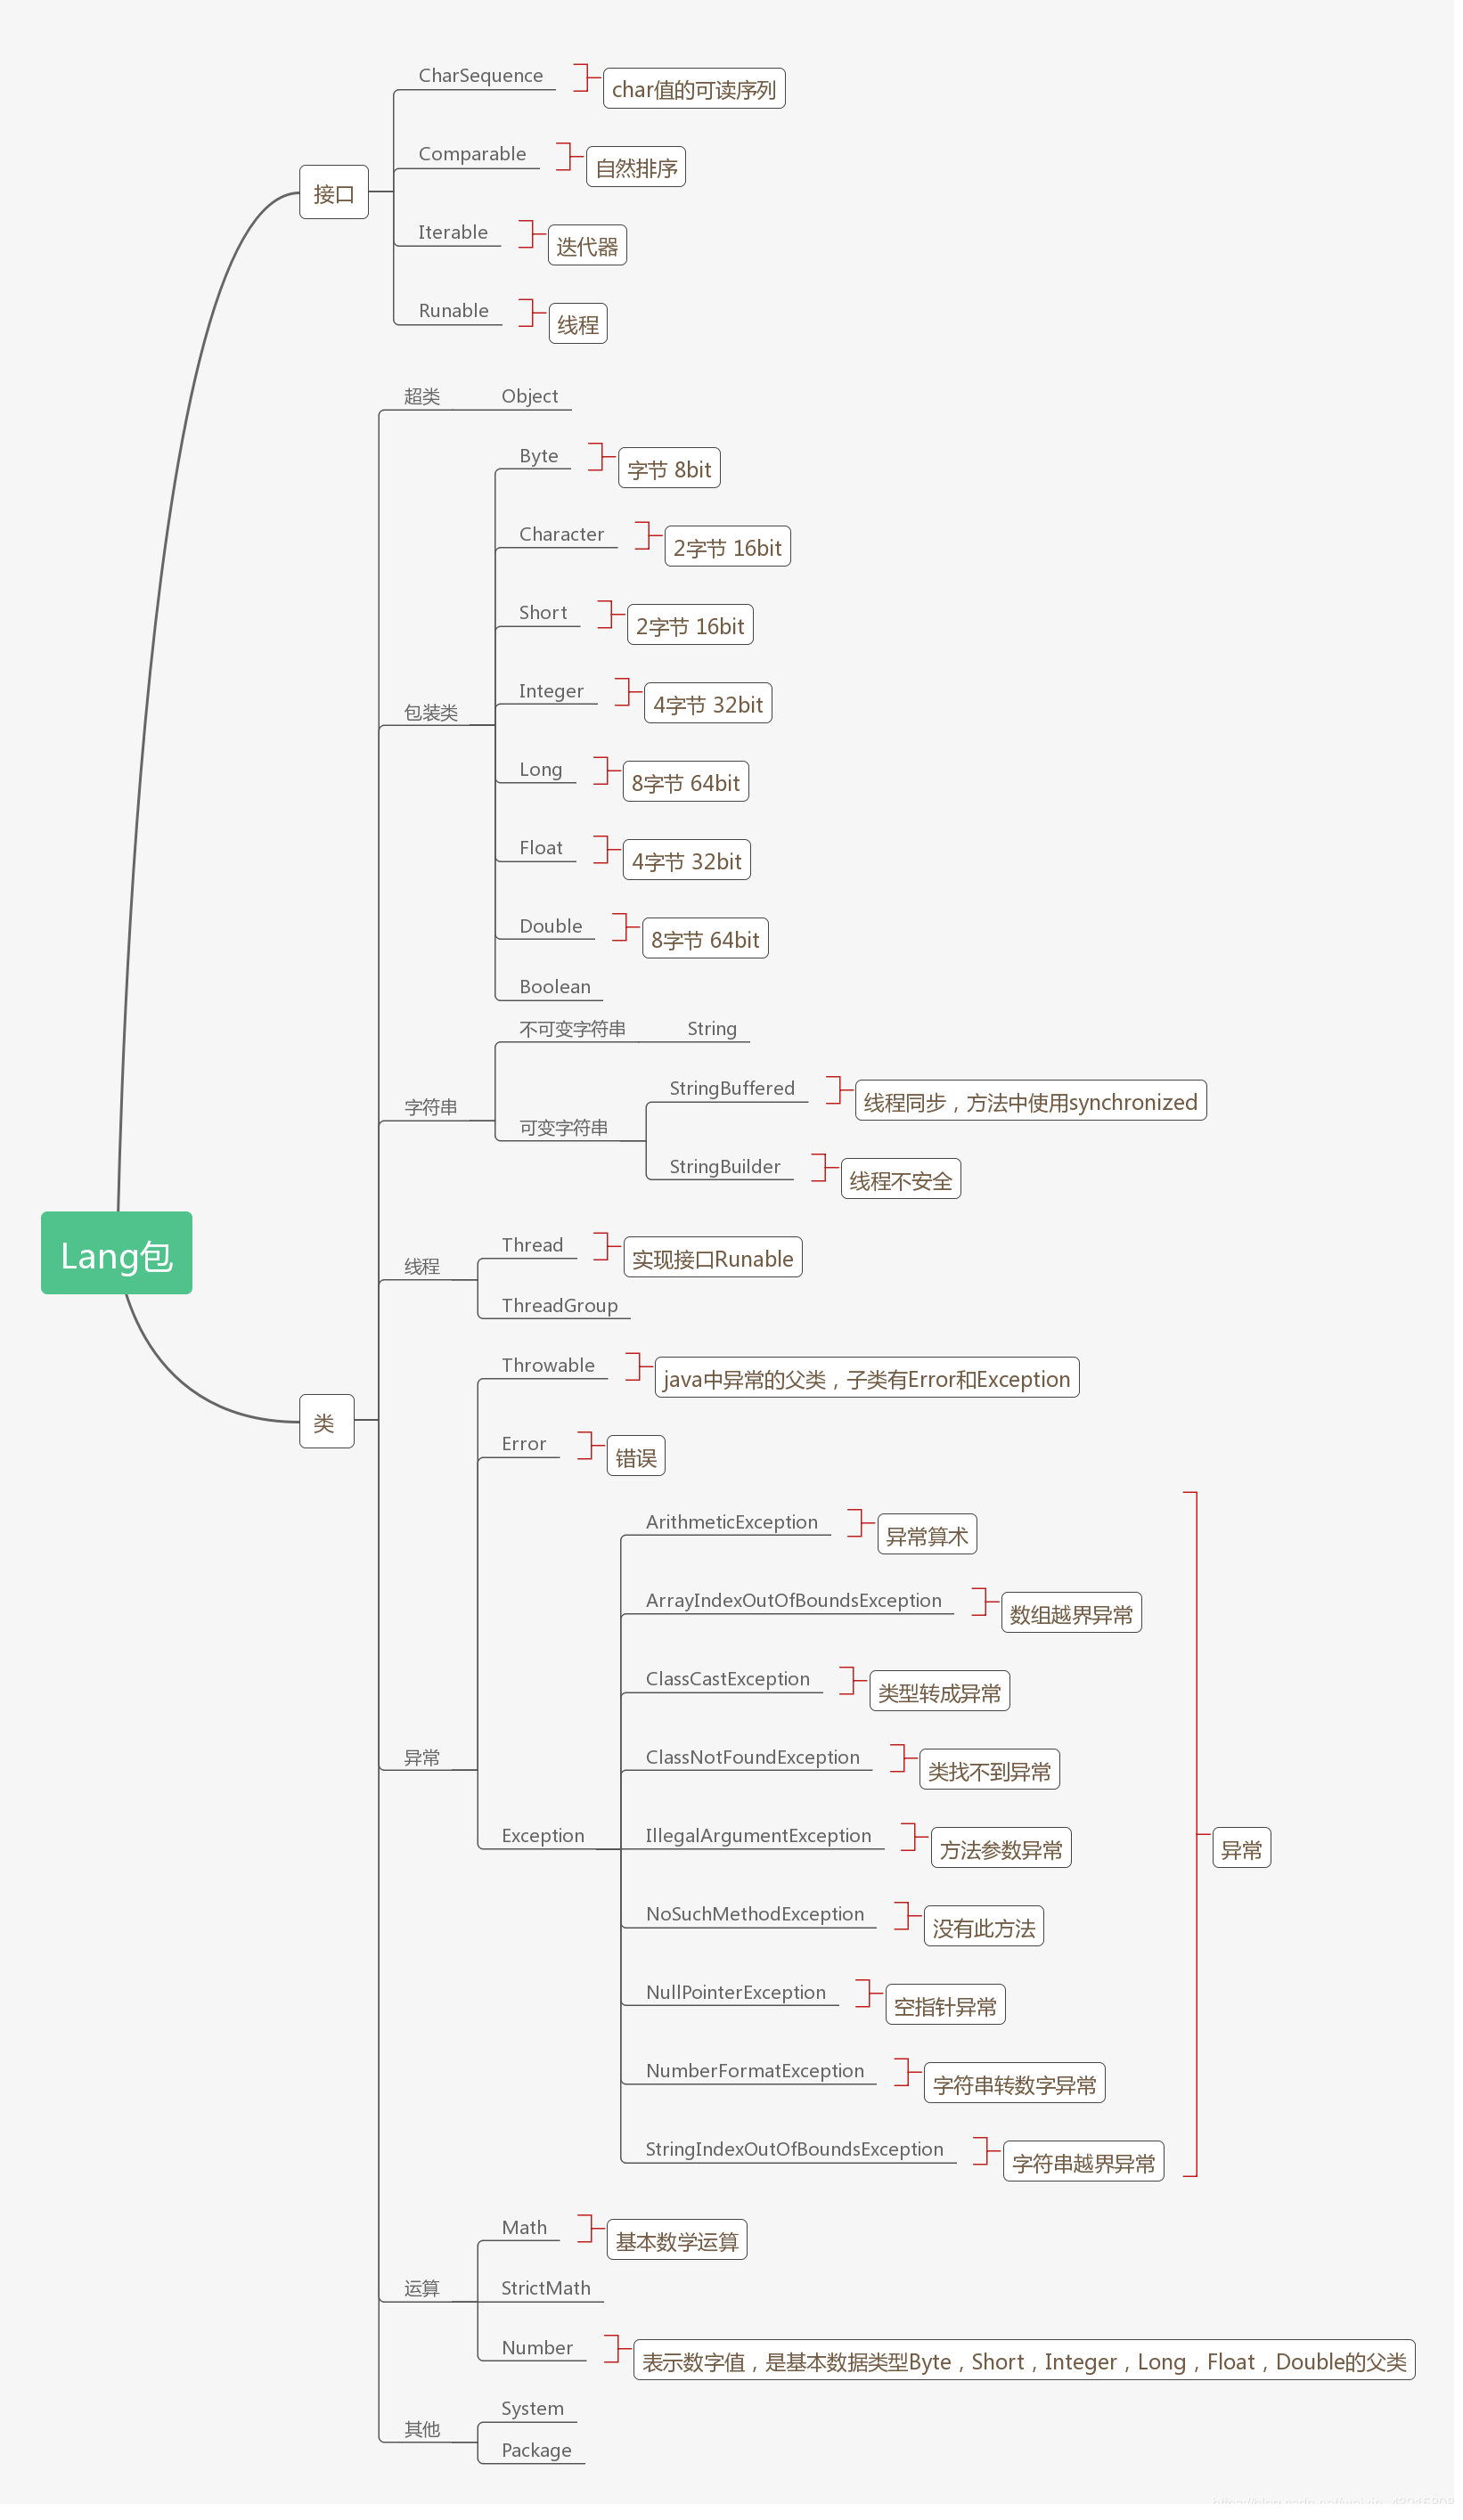 CharSequence
char值的可读序列
Comparable
自然排序
接口
Iterable
迭代器
Runable
线程
超类
Object
Byte
字节 8bit
Character
2字节 16bit
Short
2字节 16bit
Integer
4字节 32bit
包装类
Long
8字节 64bit
Float
4字节 32bit
Double
8字节 64bit
Boolean
不可变字符串
String
字符串
StringBuffered
线程同步，方法中使用synchronized
可变字符串
StringBuilder
线程不安全
Lang包
线程
Thread
实现接口Runable
ThreadGroup
类
Throwable
java中异常的父类，子类有Error和Exception
Error
错误
ArithmeticException
异常算术
ArrayIndexOutOfBoundsException
数组越界异常
ClassCastException
类型转成异常
异常
ClassNotFoundException
类找不到异常
Exception
IllegalArgumentException
方法参数异常
异常
NoSuchMethodException
没有此方法
NullPointerException
空指针异常
NumberFormatException
字符串转数字异常
StringIndexOutOfBoundsException
字符串越界异常
Math
基本数学运算
运算
StrictMath
Number
表示数字值，是基本数据类型Byte，Short，Integer，Long，Float，Double的父类
其他
System
Package